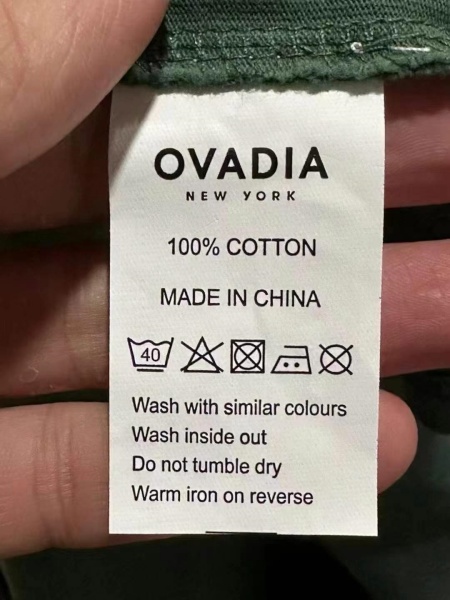 OVADIA
NEW YORK
100% COTTON
MADE IN CHINA
40
Wash with similar colours
Wash inside out
Do not tumble dry
Warm iron on reverse